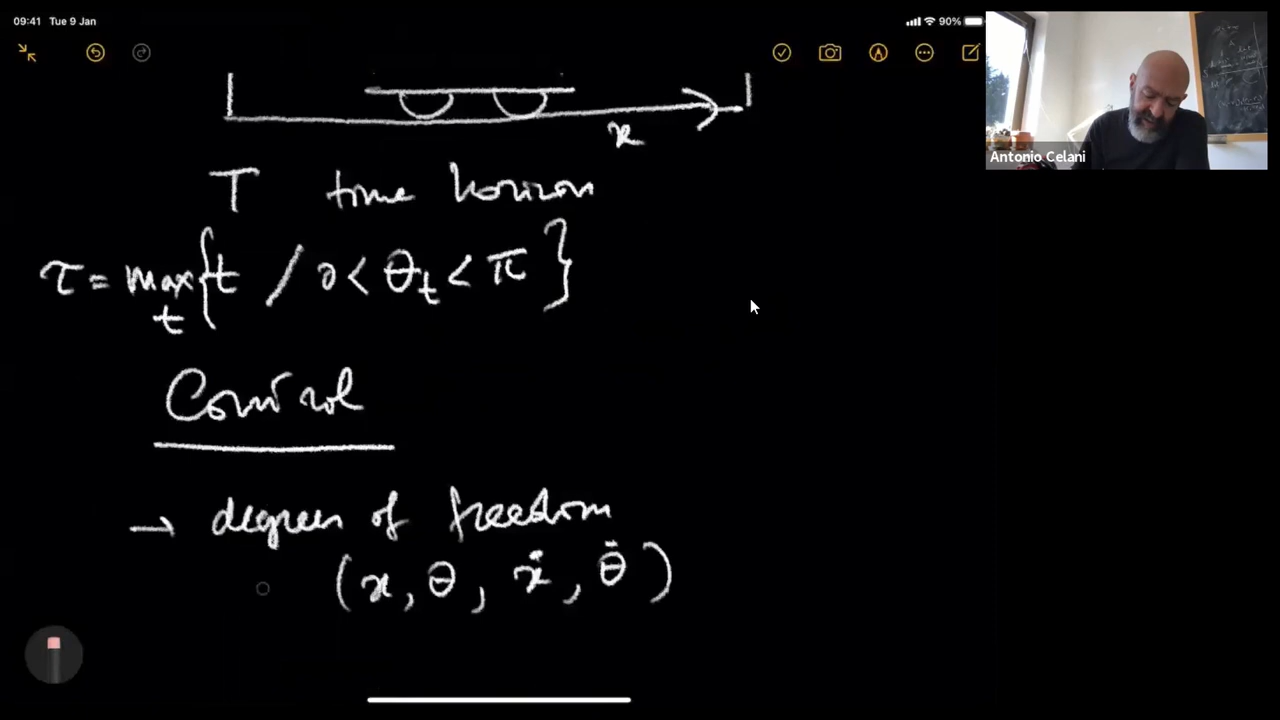 09:41 Tue 9 Jan
90%
x
T time horizon
τ = max {t / 0 < θ_t < π}
t
Control
→ degrees of freedom
(x, θ, ẋ, θ̇)
Antonio Celani